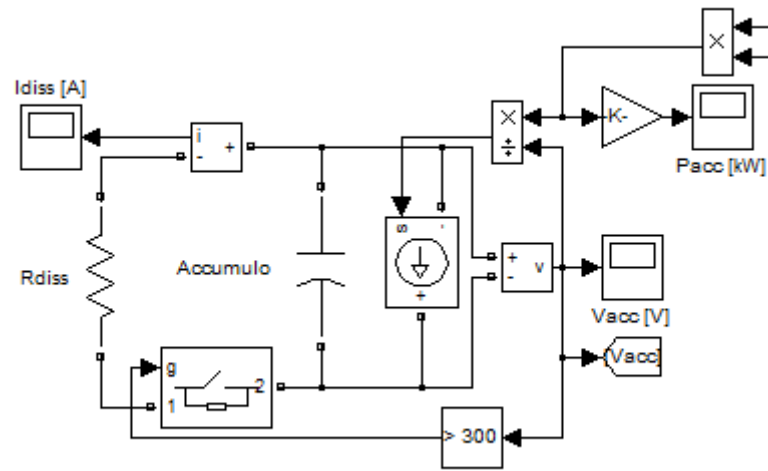 Idiss [A]
i
-
+
×
×
÷
K-
Pacc [kW]
s
-
+
Rdiss
Accumulo
+
-
v
Vacc [V]
[Vacc]
g
1
2
> 300